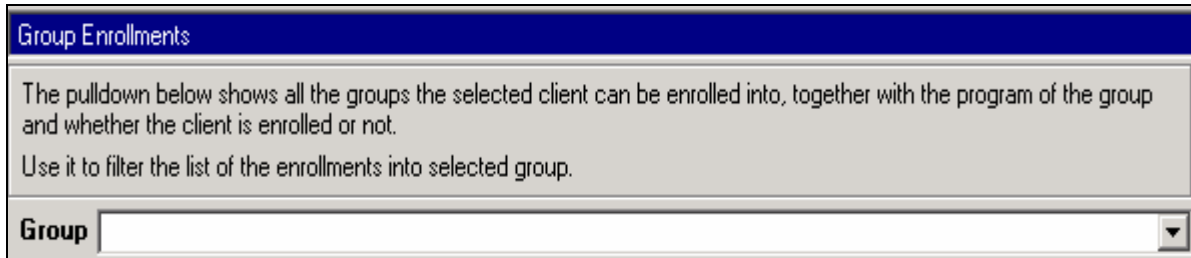 Group Enrollments
The pulldown below shows all the groups the selected client can be enrolled into, together with the program of the group
and whether the client is enrolled or not.
Use it to filter the list of the enrollments into selected group.
Group